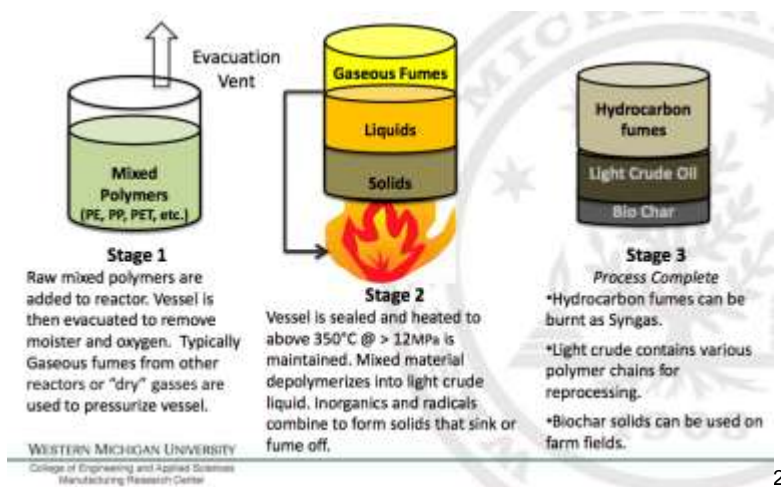 Evacuation
Vent
Mixed
Polymers
(PE, PP, PET, etc.)
Stage 1
Raw mixed polymers are
added to reactor. Vessel is
then evacuated to remove
moister and oxygen. Typically
Gaseous fumes from other
reactors or “dry” gasses are
used to pressurize vessel.
Gaseous Fumes
Liquids
Solids
Stage 2
Vessel is sealed and heated to
above 350°C @ > 12MPa is
maintained. Mixed material
depolymerizes into light crude
liquid. Inorganics and radicals
combine to form solids that sink or
fume off.
Hydrocarbon
fumes
Light Crude Oil
Bio Char
Stage 3
Process Complete
•Hydrocarbon fumes can be
burnt as Syngas.
•Light crude contains various
polymer chains for
reprocessing.
•Biochar solids can be used on
farm fields.
WESTERN MICHIGAN UNIVERSITY
College of Engineering and Applied Sciences
Manufacturing Research Center
2